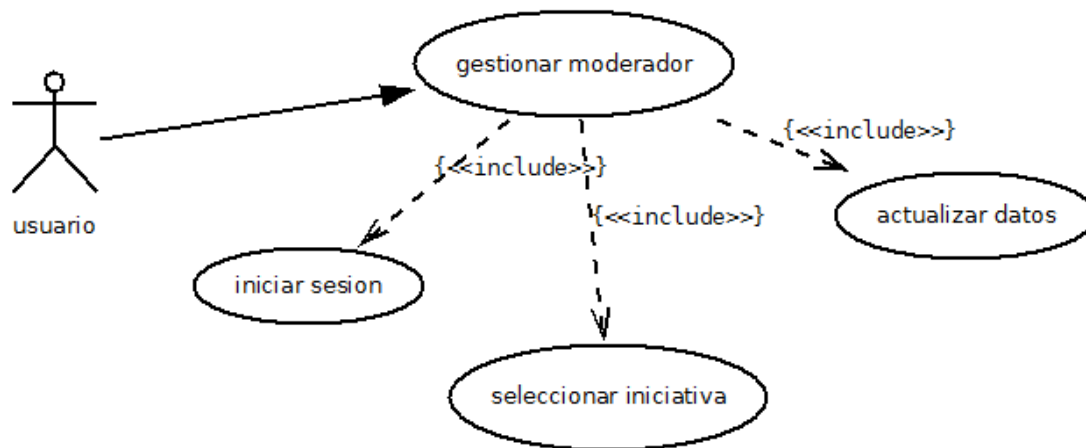 gestionar moderador
{<<include>>}
{<<include>>}
{<<include>>}
actualizar datos
usuario
iniciar sesion
seleccionar iniciativa